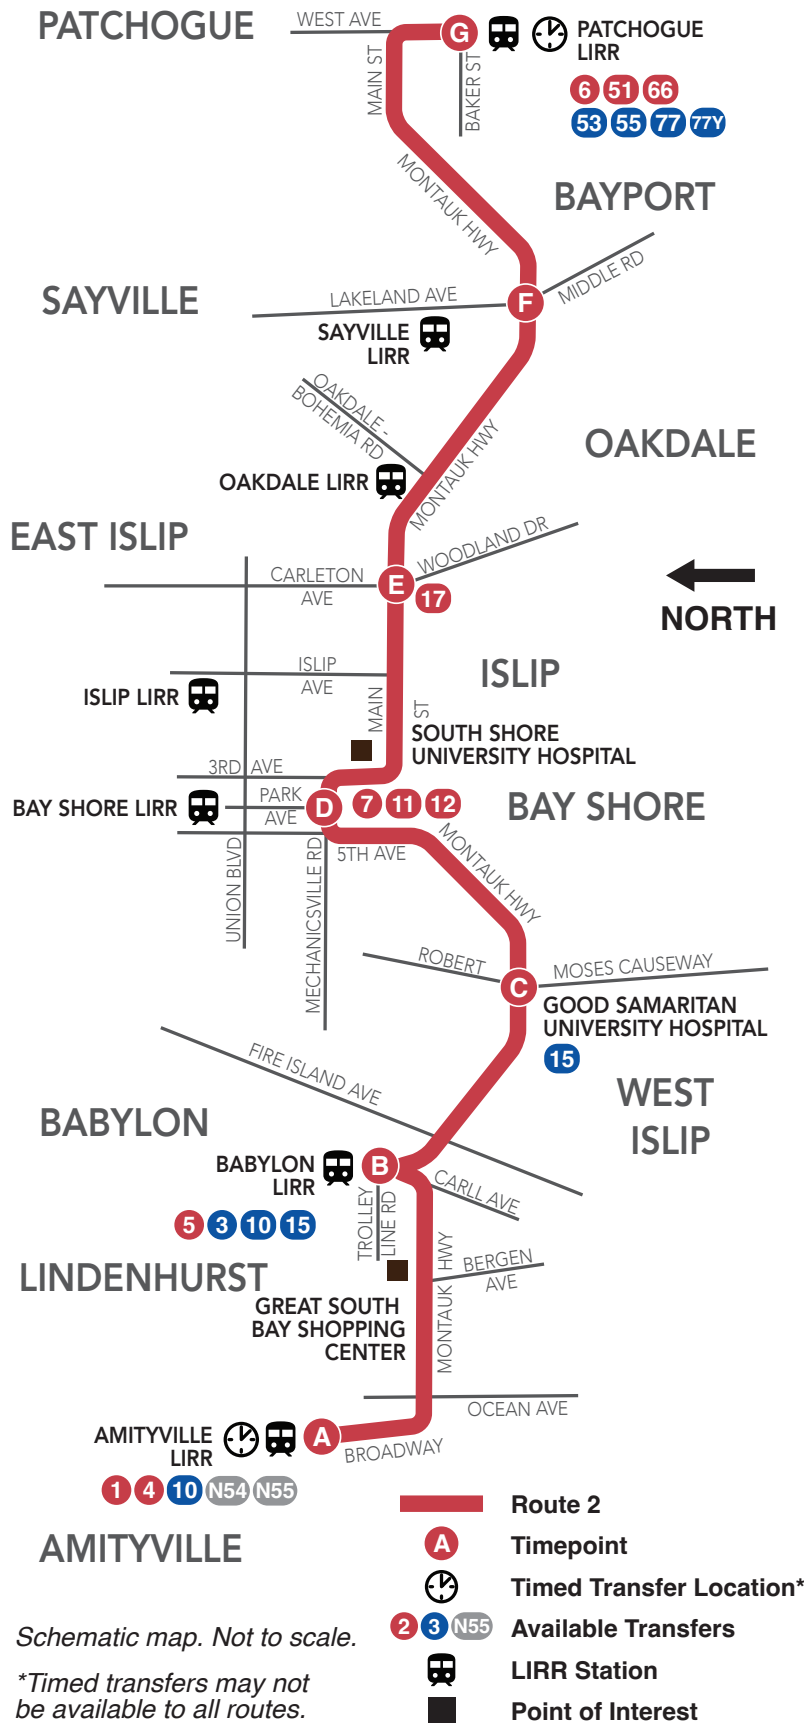 PATCHOGUE
WEST AVE
G
PATCHOGUE
LIRR
MAIN ST
BAKER ST
6 51 66
53 55 77 77Y
MONTAUK HWY
BAYPORT
SAYVILLE
LAKELAND AVE
F
MIDDLE RD
SAYVILLE
LIRR
OAKDALE -
BOHEMIA RD
OAKDALE
MONTAUK HWY
OAKDALE LIRR
EAST ISLIP
WOODLAND DR
CARLETON
AVE
E
17
NORTH
ISLIP
AVE
ISLIP
ISLIP LIRR
MAIN
ST
SOUTH SHORE
UNIVERSITY HOSPITAL
3RD AVE
BAY SHORE LIRR
PARK
AVE
D
7 11 12
BAY SHORE
5TH AVE
MONTAUK HWY
UNION BLVD
MECHANICSVILLE RD
ROBERT
MOSES CAUSEWAY
C
GOOD SAMARITAN
UNIVERSITY HOSPITAL
15
FIRE ISLAND AVE
WEST
ISLIP
BABYLON
BABYLON
LIRR
B
CARLL AVE
5 3 10 15
TROLLEY
LINE RD
LINDENHURST
MONTAUK HWY
BERGEN
AVE
GREAT SOUTH
BAY SHOPPING
CENTER
OCEAN AVE
AMITYVILLE
LIRR
A
BROADWAY
1 4 10 N54 N55
AMITYVILLE
Route 2
A Timepoint
Timed Transfer Location*
2 3 N55 Available Transfers
LIRR Station
Point of Interest
Schematic map. Not to scale.
*Timed transfers may not
be available to all routes.